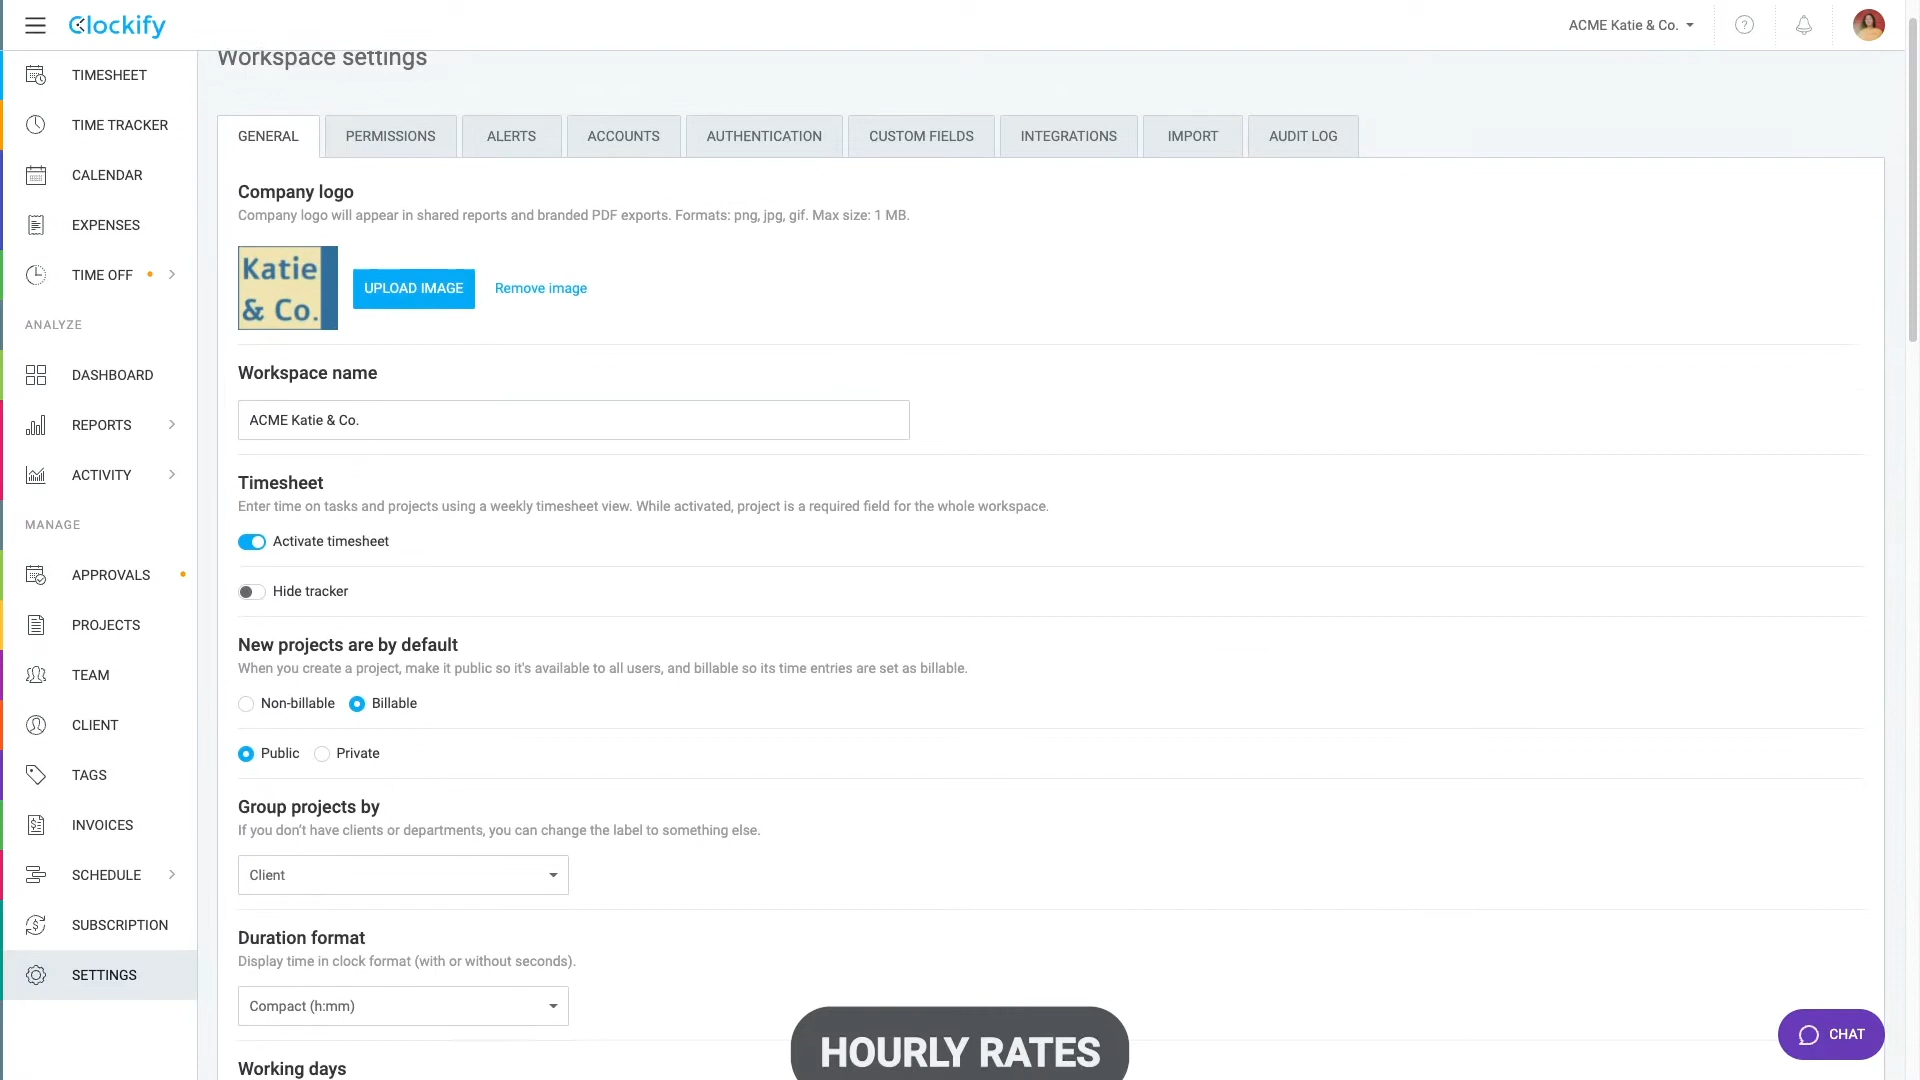 Clockify
ACME Katie & Co.
Workspace settings
TIMESHEET
TIME TRACKER
CALENDAR
EXPENSES
TIME OFF
ANALYZE
DASHBOARD
REPORTS
ACTIVITY
MANAGE
APPROVALS
PROJECTS
TEAM
CLIENT
TAGS
INVOICES
SCHEDULE
SUBSCRIPTION
SETTINGS
GENERAL
PERMISSIONS
ALERTS
ACCOUNTS
AUTHENTICATION
CUSTOM FIELDS
INTEGRATIONS
IMPORT
AUDIT LOG
Company logo
Company logo will appear in shared reports and branded PDF exports. Formats: png, jpg, gif. Max size: 1 MB.
Katie
& Co.
UPLOAD IMAGE
Remove image
Workspace name
ACME Katie & Co.
Timesheet
Enter time on tasks and projects using a weekly timesheet view. While activated, project is a required field for the whole workspace.
Activate timesheet
Hide tracker
New projects are by default
When you create a project, make it public so it's available to all users, and billable so its time entries are set as billable.
Non-billable
Billable
Public
Private
Group projects by
If you don't have clients or departments, you can change the label to something else.
Client
Duration format
Display time in clock format (with or without seconds).
Compact (h:mm)
Working days
HOURLY RATES
CHAT